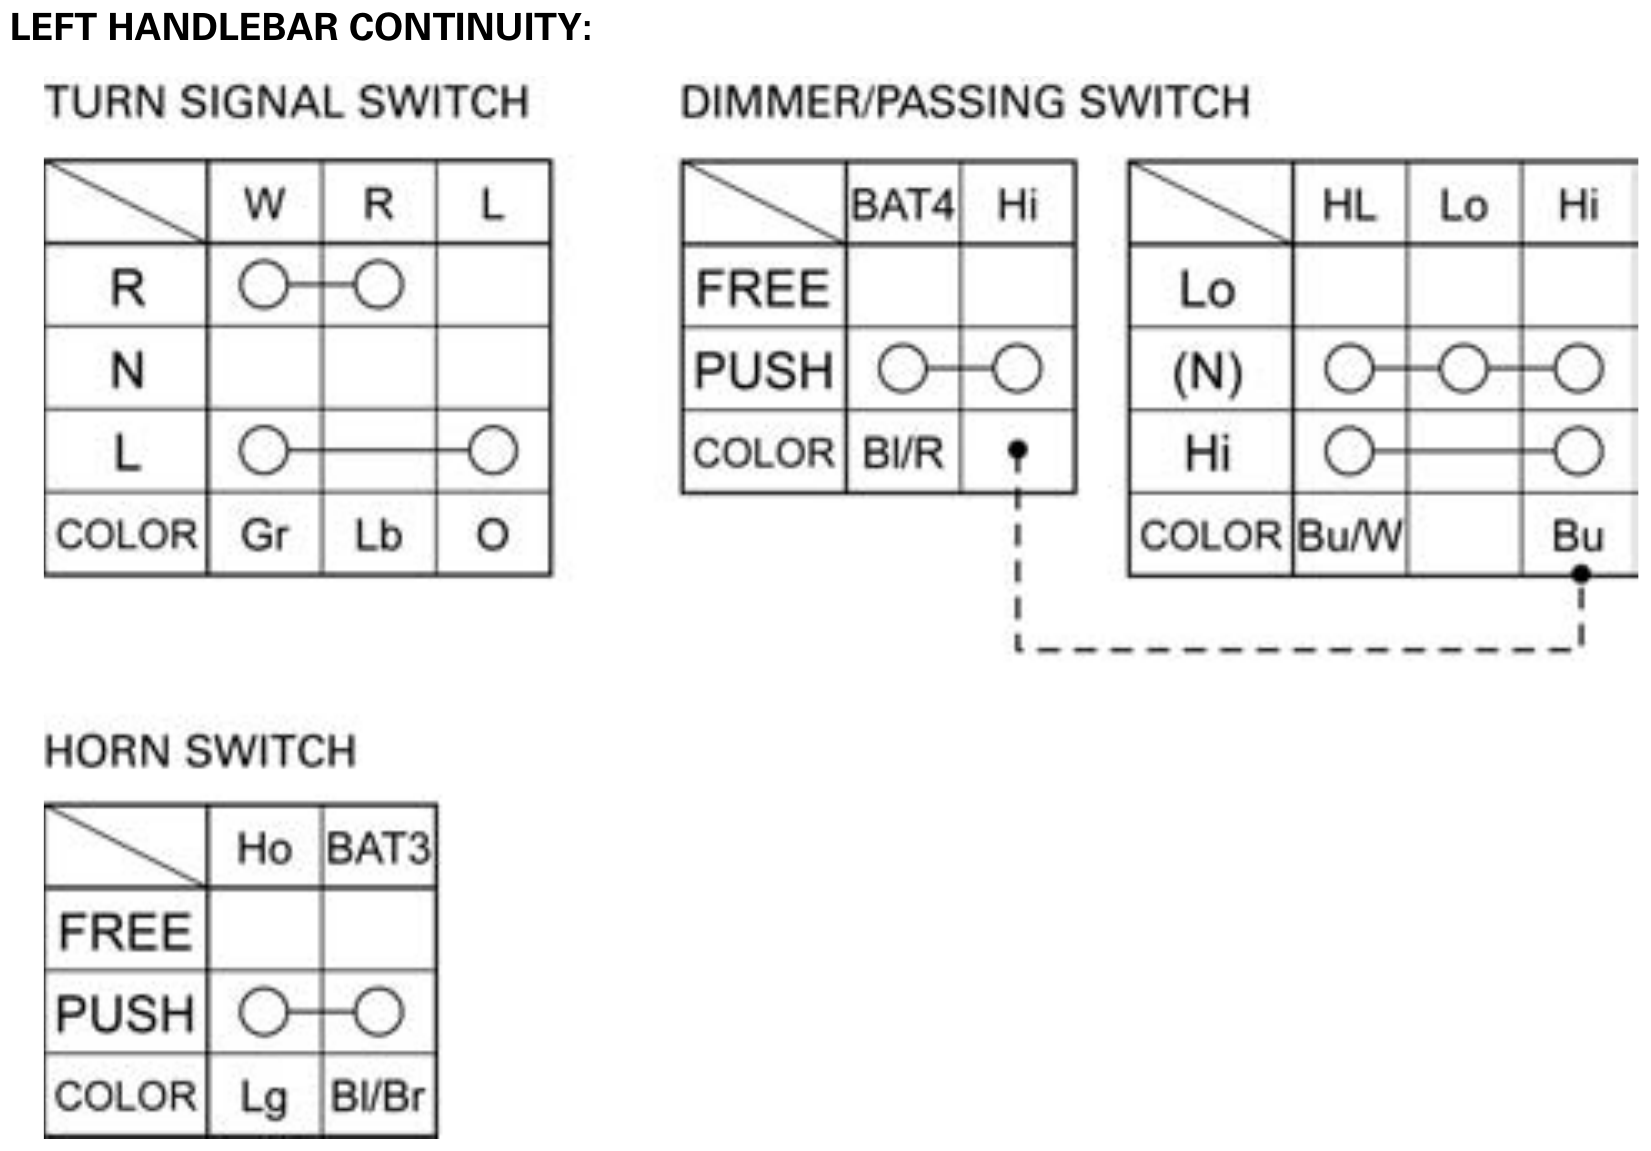 LEFT HANDLEBAR CONTINUITY:
TURN SIGNAL SWITCH
W R L
R
N
L
COLOR Gr Lb O
DIMMER/PASSING SWITCH
BAT4 Hi
FREE
PUSH
COLOR Bl/R
HL Lo Hi
Lo
(N)
Hi
COLOR Bu/W Bu
HORN SWITCH
Ho BAT3
FREE
PUSH
COLOR Lg Bl/Br